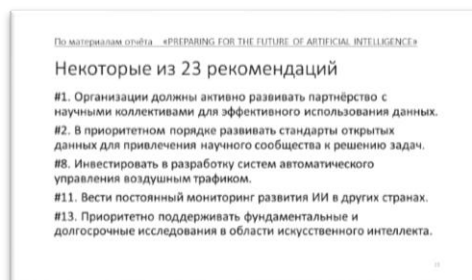 По материалам отчёта «PREPARING FOR THE FUTURE OF ARTIFICIAL INTELLIGENCE»
Некоторые из 23 рекомендаций
#1. Организации должны активно развивать партнёрство с
научными коллективами для эффективного использования данных.
#2. В приоритетном порядке развивать стандарты открытых
данных для привлечения научного сообщества к решению задач.
#8. Инвестировать в разработку систем автоматического
управления воздушным трафиком.
#11. Вести постоянный мониторинг развития ИИ в других странах.
#13. Приоритетно поддерживать фундаментальные и
долгосрочные исследования в области искусственного интеллекта.